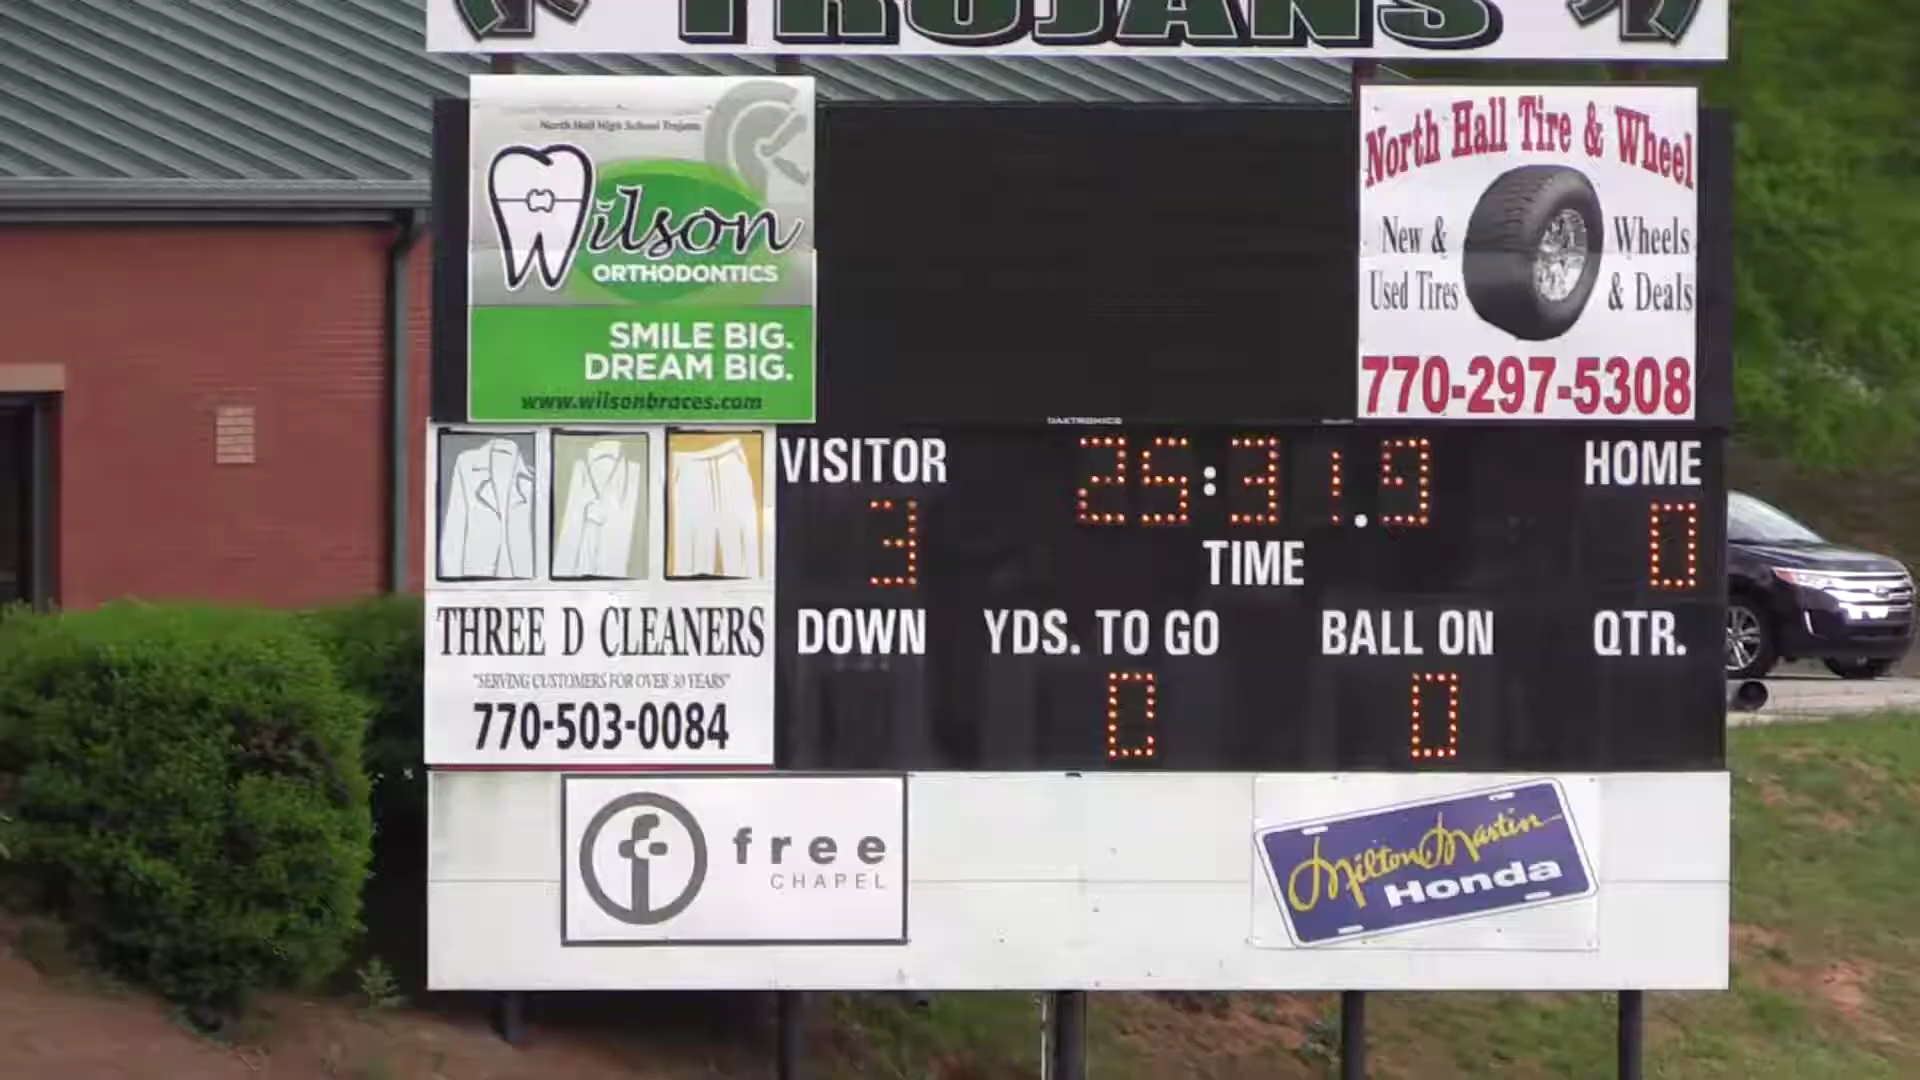 TROJANS
North Hall High School Trojans
Wilson
ORTHODONTICS
SMILE BIG.
DREAM BIG.
www.wilsonbraces.com
North Hall Tire & Wheel
New & Wheels
Used Tires & Deals
770-297-5308
DAKTRONICS
VISITOR 25:31.9 HOME
3 TIME 0
DOWN YDS. TO GO BALL ON QTR.
0 0
THREE D CLEANERS
"SERVING CUSTOMERS FOR OVER 30 YEARS"
770-503-0084
free
CHAPEL
Milton Martin
Honda